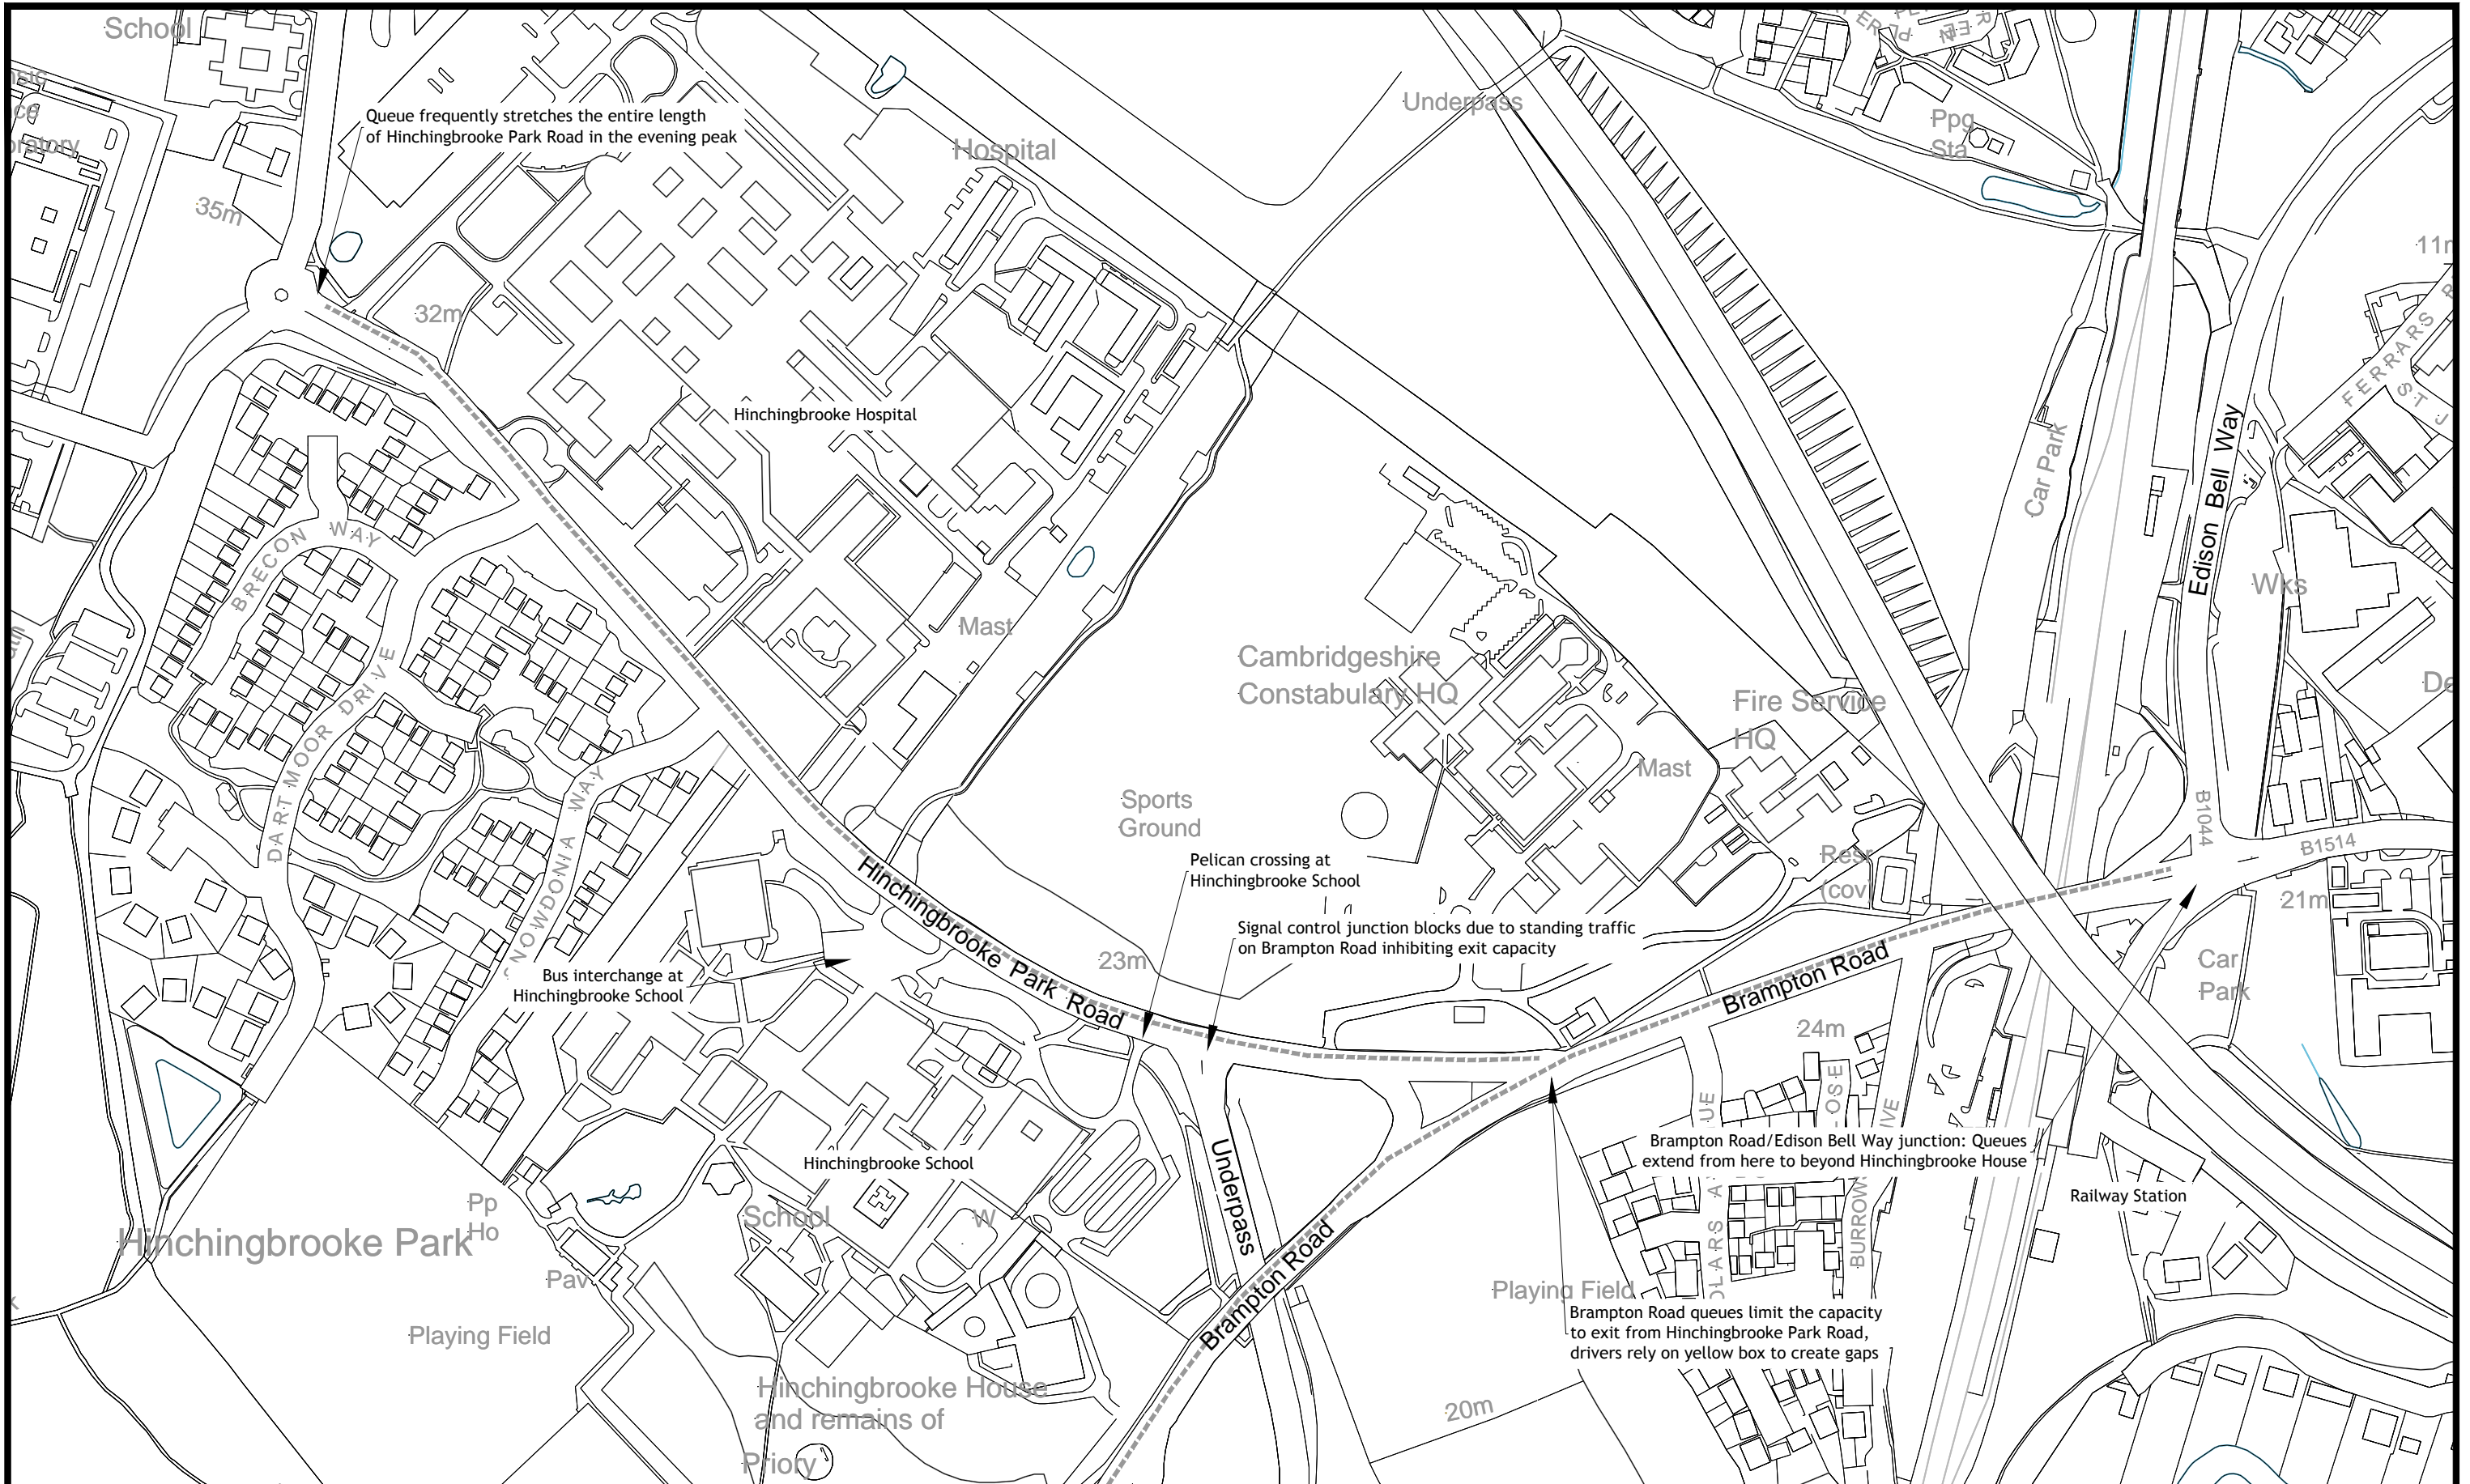 School
Queue frequently stretches the entire length
of Hinchingbrooke Park Road in the evening peak
Underpass
Ppg
Sta
Hospital
35m
32m
Hinchingbrooke Hospital
FERRARS
ST J
Car Park
Edison Bell Way
BRECON WAY
Wks
Mast
Cambridgeshire
Constabulary HQ
Fire Service
HQ
Mast
DARTMOOR DRIVE
Sports
Ground
B1044
B1514
Resr
(cov)
21m
Pelican crossing at
Hinchingbrooke School
Signal control junction blocks due to standing traffic
on Brampton Road inhibiting exit capacity
Hinchingbrooke Park Road
23m
Bus interchange at
Hinchingbrooke School
SNOWDONIA WAY
Brampton Road
Car
Park
24m
Brampton Road/Edison Bell Way junction: Queues
extend from here to beyond Hinchingbrooke House
Hinchingbrooke School
Underpass
Railway Station
Pp
Ho
Hinchingbrooke Park
School
W
Pav
Brampton Road
Playing Field
Brampton Road queues limit the capacity
to exit from Hinchingbrooke Park Road,
drivers rely on yellow box to create gaps
Playing Field
Hinchingbrooke House
and remains of
Priory
20m